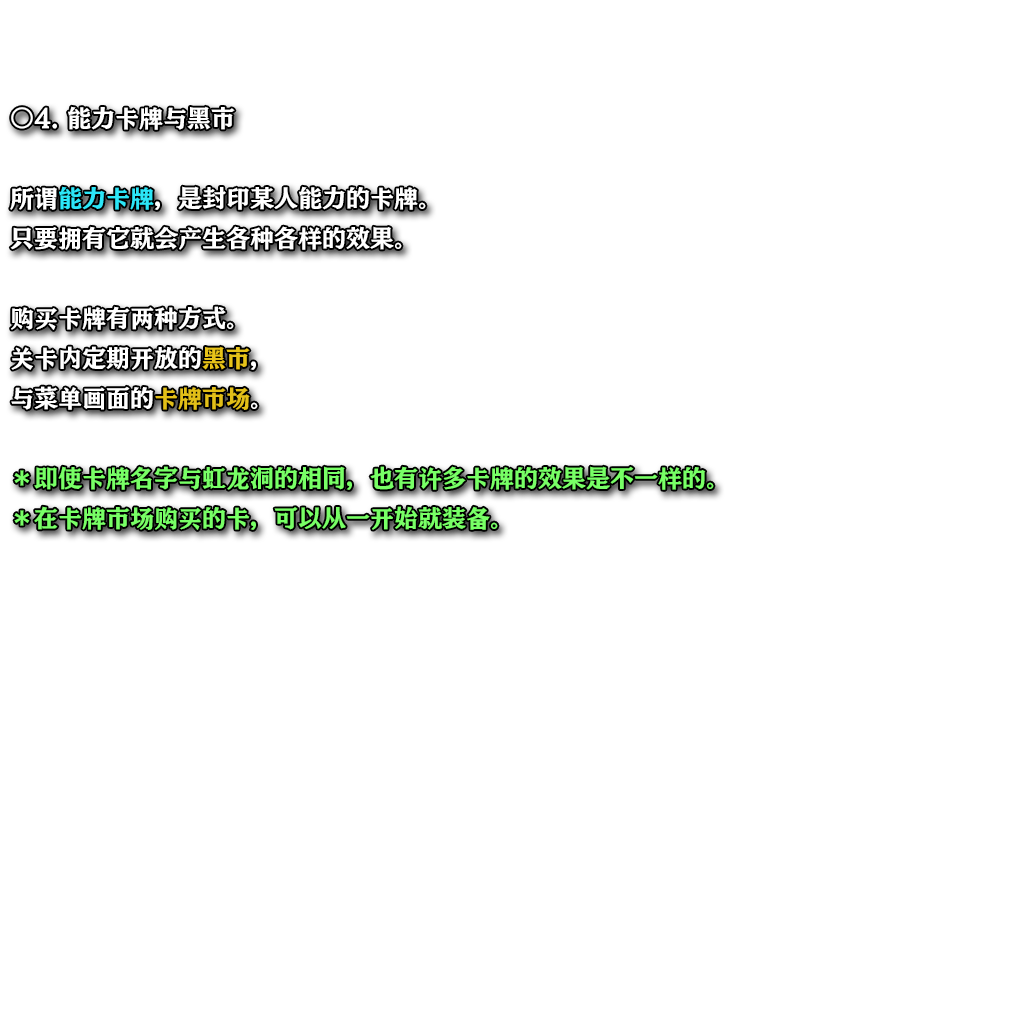 ○4. 能力卡牌与黑市
所谓能力卡牌，是封印某人能力的卡牌。
只要拥有它就会产生各种各样的效果。
购买卡牌有两种方式。
关卡内定期开放的黑市，
与菜单画面的卡牌市场。
＊即使卡牌名字与虹龙洞的相同，也有许多卡牌的效果是不一样的。
＊在卡牌市场购买的卡，可以从一开始就装备。